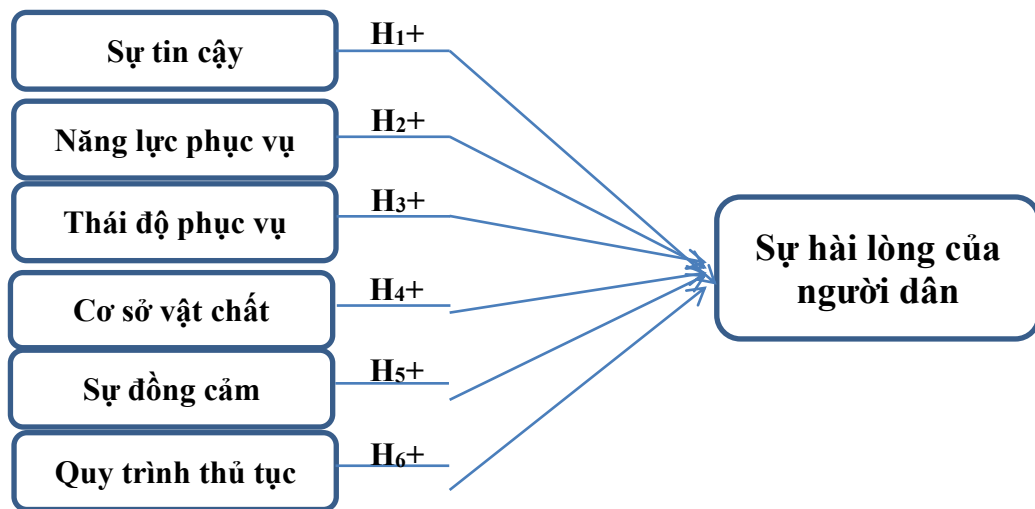 Sự tin cậy
H1+
Năng lực phục vụ
H2+
Thái độ phục vụ
H3+
Cơ sở vật chất
H4+
Sự đồng cảm
H5+
Quy trình thủ tục
H6+
Sự hài lòng của
người dân